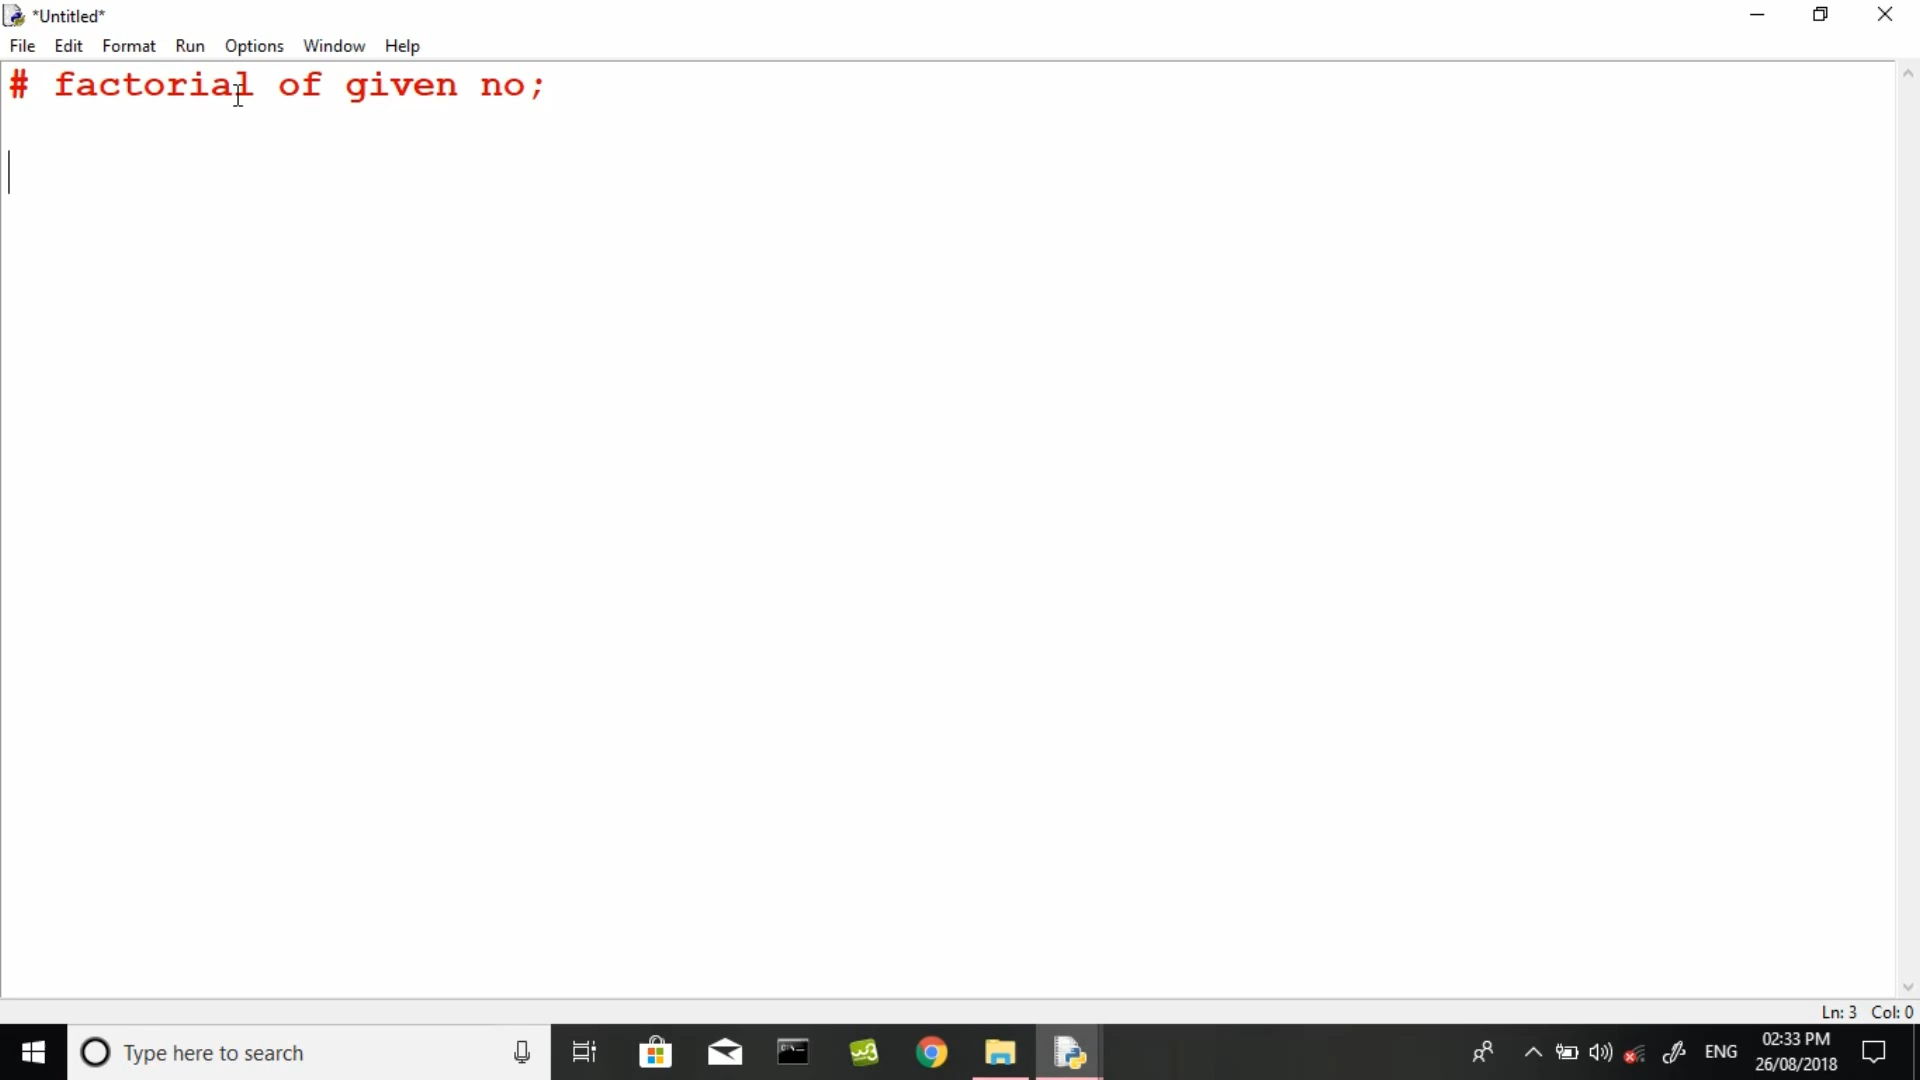 *Untitled*
File Edit Format Run Options Window Help
# factorial of given no;
Ln: 3 Col: 0
Type here to search
ENG
02:33 PM
26/08/2018